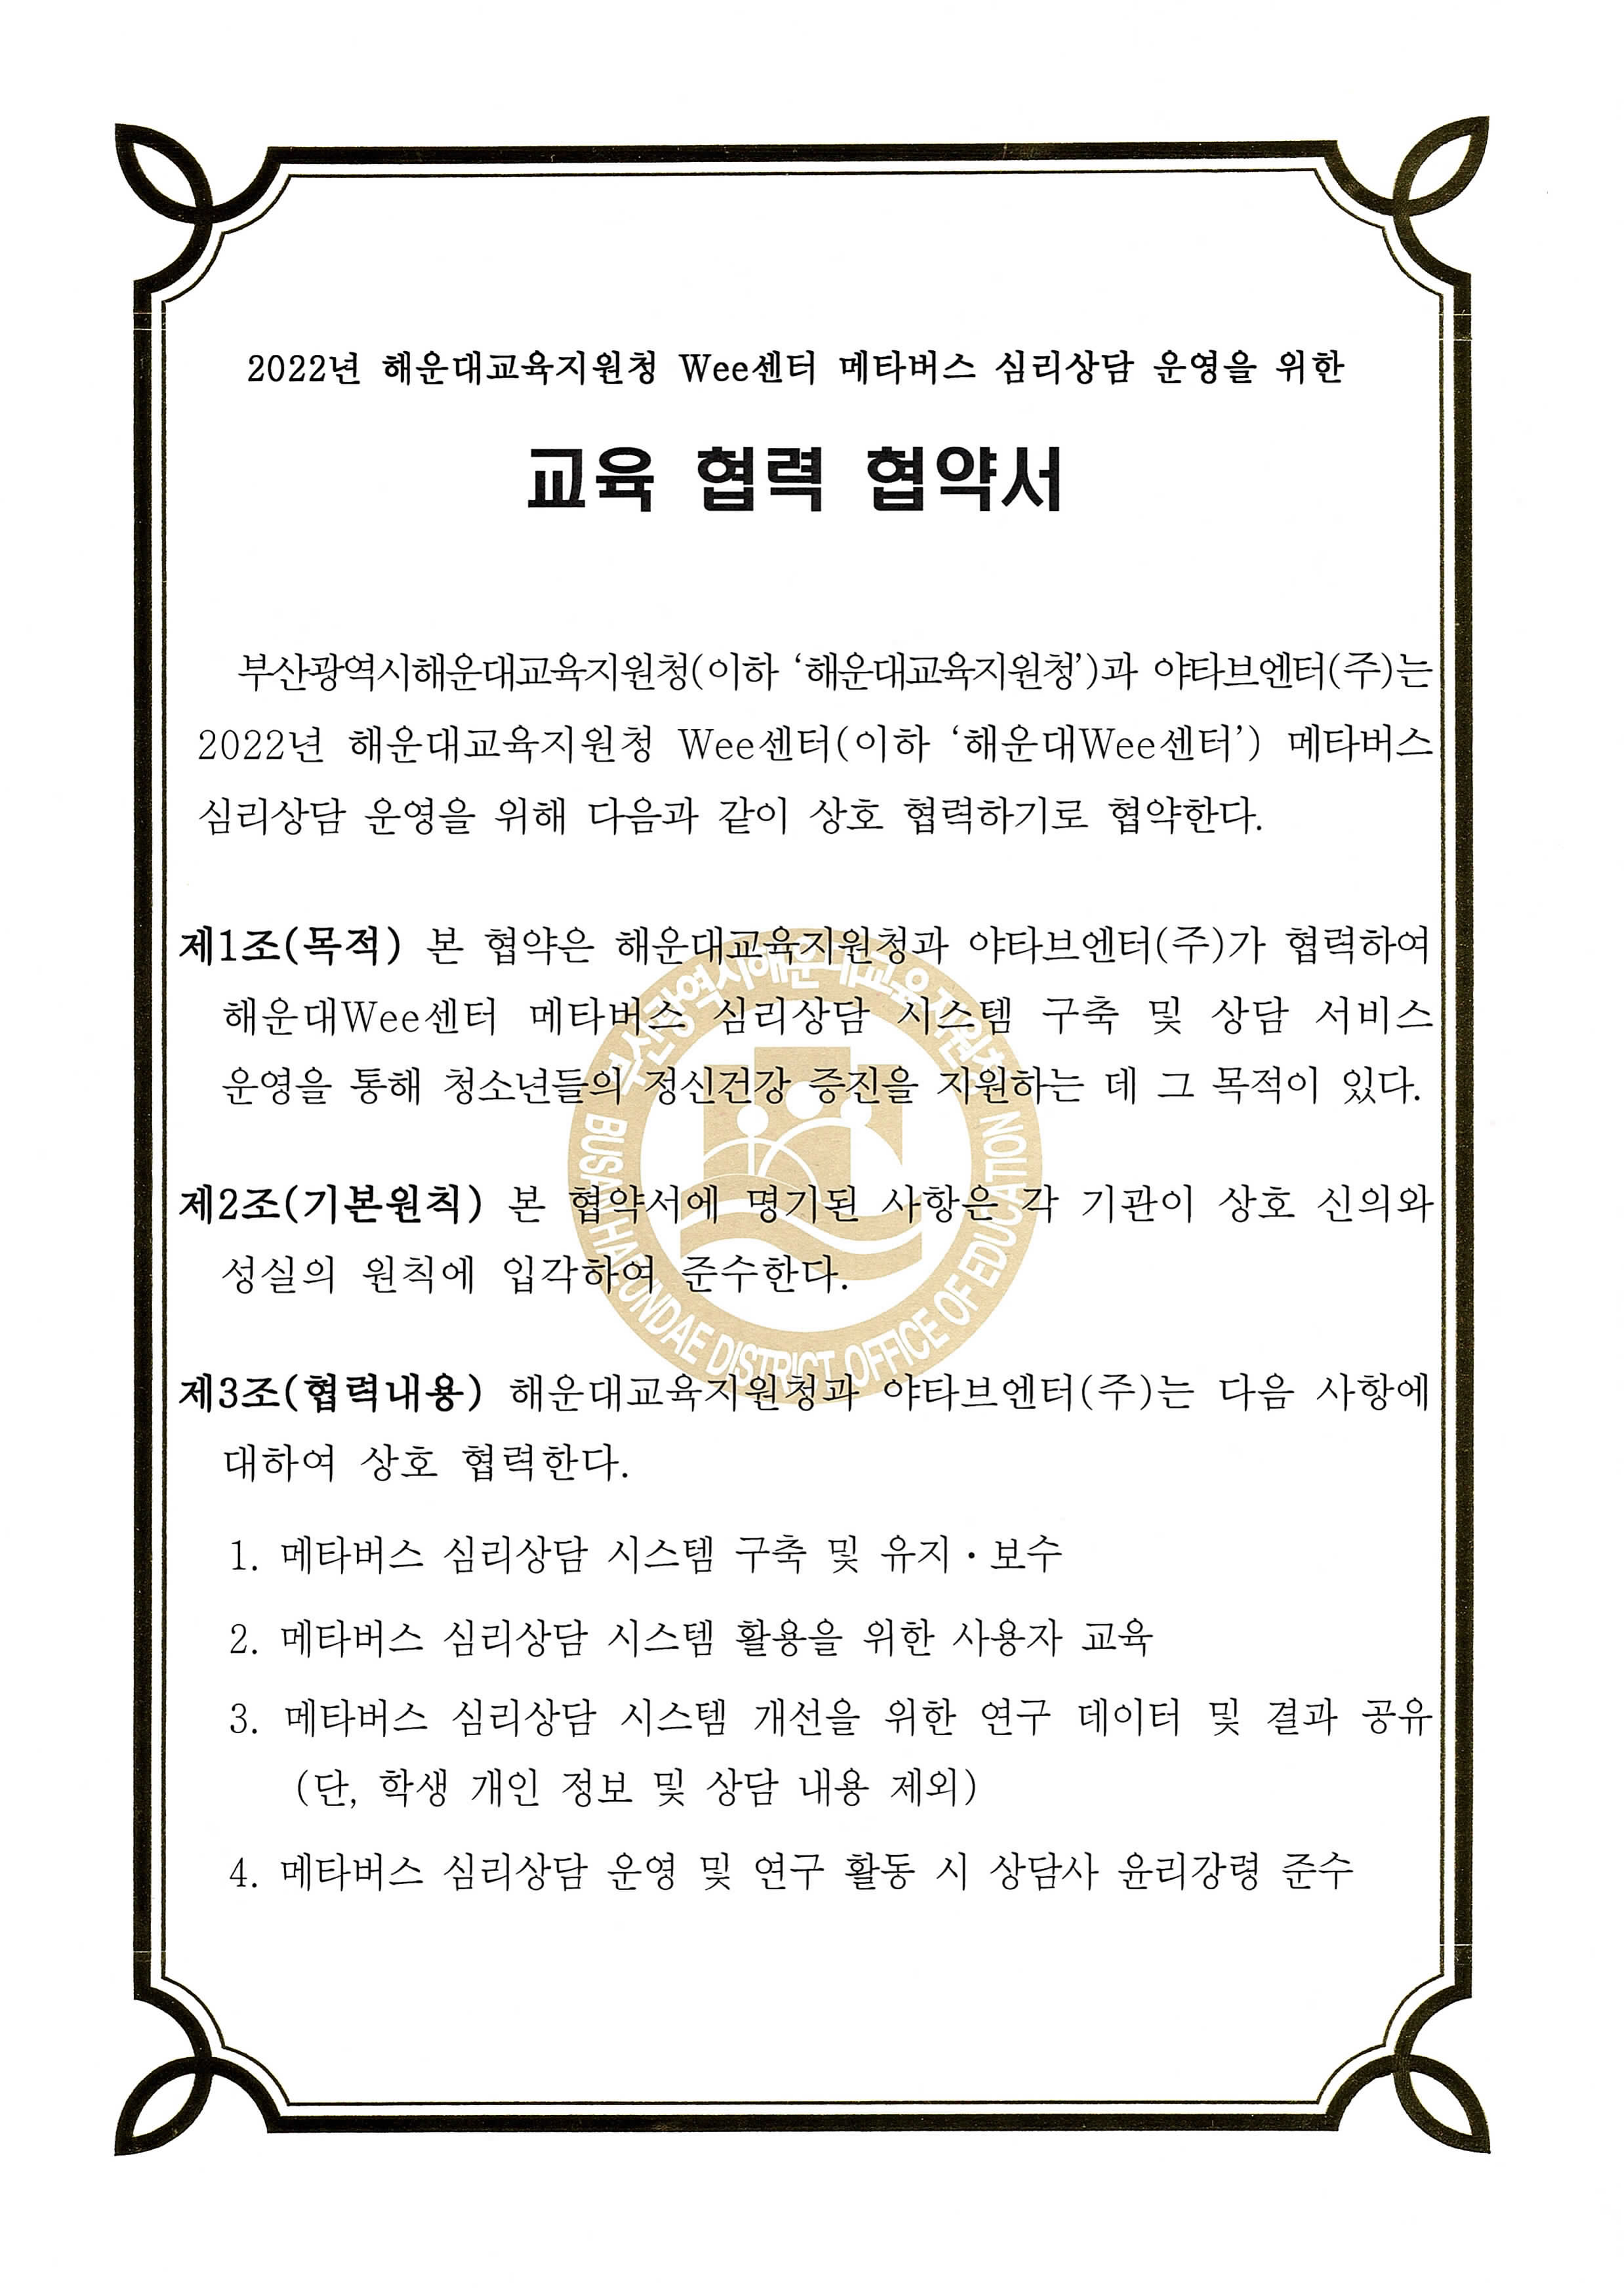 2022년 해운대교육지원청 Wee센터 메타버스 심리상담 운영을 위한
교육 협력 협약서
부산광역시해운대교육지원청(이하 ‘해운대교육지원청’)과 야타브엔터(주)는
2022년 해운대교육지원청 Wee센터(이하 ‘해운대Wee센터’) 메타버스
심리상담 운영을 위해 다음과 같이 상호 협력하기로 협약한다.
제1조(목적) 본 협약은 해운대교육지원청과 야타브엔터(주)가 협력하여
해운대Wee센터 메타버스 심리상담 시스템 구축 및 상담 서비스
운영을 통해 청소년들의 정신건강 증진을 지원하는 데 그 목적이 있다.
제2조(기본원칙) 본 협약서에 명기된 사항은 각 기관이 상호 신의와
성실의 원칙에 입각하여 준수한다.
제3조(협력내용) 해운대교육지원청과 야타브엔터(주)는 다음 사항에
대하여 상호 협력한다.
1. 메타버스 심리상담 시스템 구축 및 유지·보수
2. 메타버스 심리상담 시스템 활용을 위한 사용자 교육
3. 메타버스 심리상담 시스템 개선을 위한 연구 데이터 및 결과 공유
(단, 학생 개인 정보 및 상담 내용 제외)
4. 메타버스 심리상담 운영 및 연구 활동 시 상담사 윤리강령 준수
부산광역시해운대교육지원청
BUSAN HAEUNDAE DISTRICT OFFICE OF EDUCATION